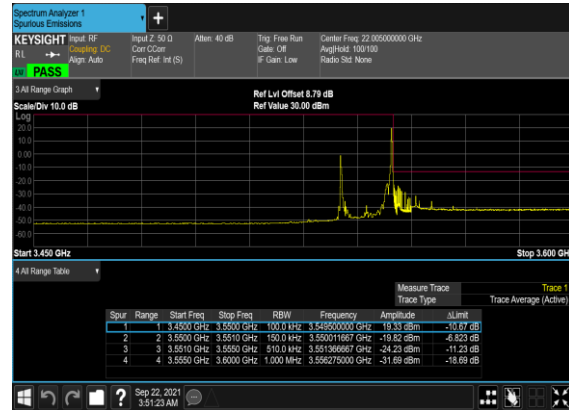 Spectrum Analyzer 1
Spurious Emissions
+
KEYSIGHT Input: RF Input Z: 50 Ω Atten: 40 dB Trig: Free Run Center Freq: 22.005000000 GHz
R L Coupling: DC Corr CCorr Gate: Off Avg|Hold: 100/100
Align: Auto Freq Ref: Int (S) IF Gain: Low Radio Std: None
PASS
3 All Range Graph
Ref Lvl Offset 8.79 dB
Scale/Div 10.0 dB Ref Value 30.00 dBm
Log
20.0
10.0
0.00
-10.0
-20.0
-30.0
-40.0
-50.0
-60.0
Start 3.450 GHz Stop 3.600 GH
4 All Range Table
Measure Trace Trace 1
Trace Type Trace Average (Active)
Spur Range Start Freq Stop Freq RBW Frequency Amplitude ΔLimit
1 1 3.4500 GHz 3.5500 GHz 100.0 kHz 3.549500000 GHz 19.33 dBm -10.67 dB
2 2 3.5500 GHz 3.5510 GHz 150.0 kHz 3.550011667 GHz -19.82 dBm -6.823 dB
3 3 3.5510 GHz 3.5550 GHz 510.0 kHz 3.551366667 GHz -24.23 dBm -11.23 dB
4 4 3.5550 GHz 3.6000 GHz 1.000 MHz 3.556275000 GHz -31.69 dBm -18.69 dB
? Sep 22, 2021
3:51:23 AM